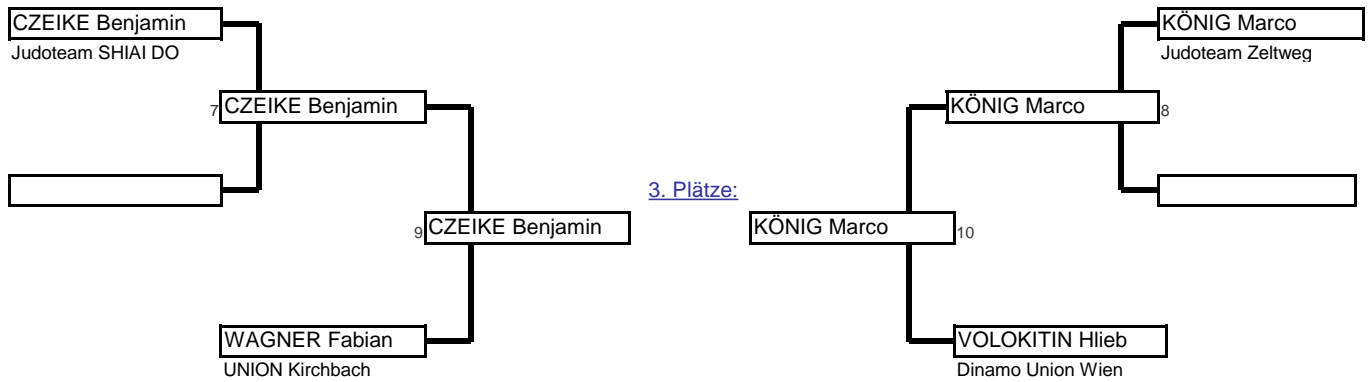 CZEIKE Benjamin
KÖNIG Marco
Judoteam SHIAI DO
Judoteam Zeltweg
7 CZEIKE Benjamin
KÖNIG Marco 8
3. Plätze:
9 CZEIKE Benjamin
KÖNIG Marco 10
WAGNER Fabian
VOLOKITIN Hlieb
UNION Kirchbach
Dinamo Union Wien